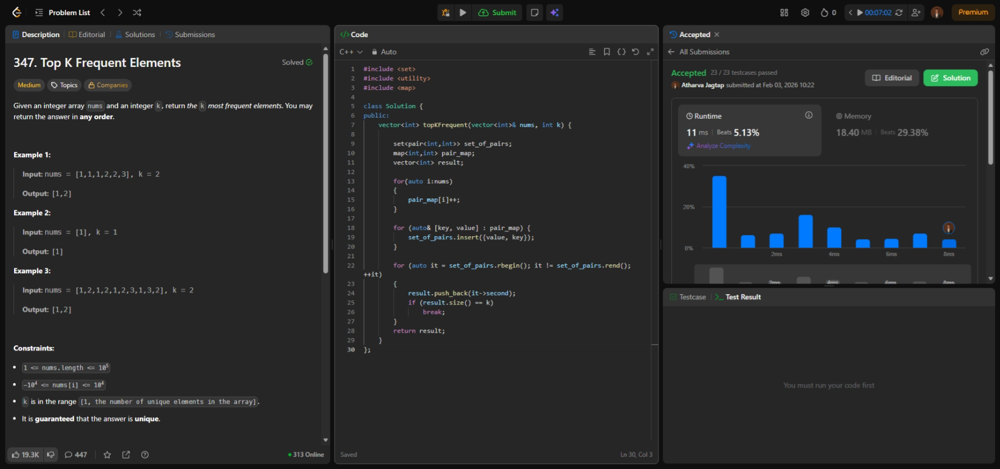 Problem List
Submit
0
00:07:02
Premium
Description
Editorial
Solutions
Submissions
347. Top K Frequent Elements
Solved
Medium
Topics
Companies
Given an integer array nums and an integer k, return the k most frequent elements. You may
return the answer in any order.
Example 1:
Input: nums = [1,1,1,2,2,3], k = 2
Output: [1,2]
Example 2:
Input: nums = [1], k = 1
Output: [1]
Example 3:
Input: nums = [1,2,1,2,1,2,3,1,3,2], k = 2
Output: [1,2]
Constraints:
1 <= nums.length <= 10⁵
-10⁴ <= nums[i] <= 10⁴
k is in the range [1, the number of unique elements in the array].
It is guaranteed that the answer is unique.
19.3K
447
313 Online
</> Code
C++
Auto
1 #include <set>
2 #include <utility>
3 #include <map>
4
5 class Solution {
6 public:
7 vector<int> topKFrequent(vector<int>& nums, int k) {
8
9 set<pair<int,int>> set_of_pairs;
10 map<int,int> pair_map;
11 vector<int> result;
12
13 for(auto i:nums)
14 {
15 pair_map[i]++;
16 }
17
18 for (auto& [key, value] : pair_map) {
19 set_of_pairs.insert({value, key});
20 }
21
22 for (auto it = set_of_pairs.rbegin(); it != set_of_pairs.rend();
++it)
23 {
24 result.push_back(it->second);
25 if (result.size() == k)
26 break;
27 }
28 return result;
29 }
30 };
Saved
Ln 30, Col 3
Accepted
All Submissions
Accepted 23 / 23 testcases passed
Atharva Jagtap submitted at Feb 03, 2026 10:22
Editorial
Solution
Runtime
11 ms | Beats 5.13%
Analyze Complexity
Memory
18.40 MB | Beats 29.38%
40%
20%
0%
2ms 4ms 6ms 8ms
2ms 4ms 6ms 8ms
Testcase
Test Result
You must run your code first